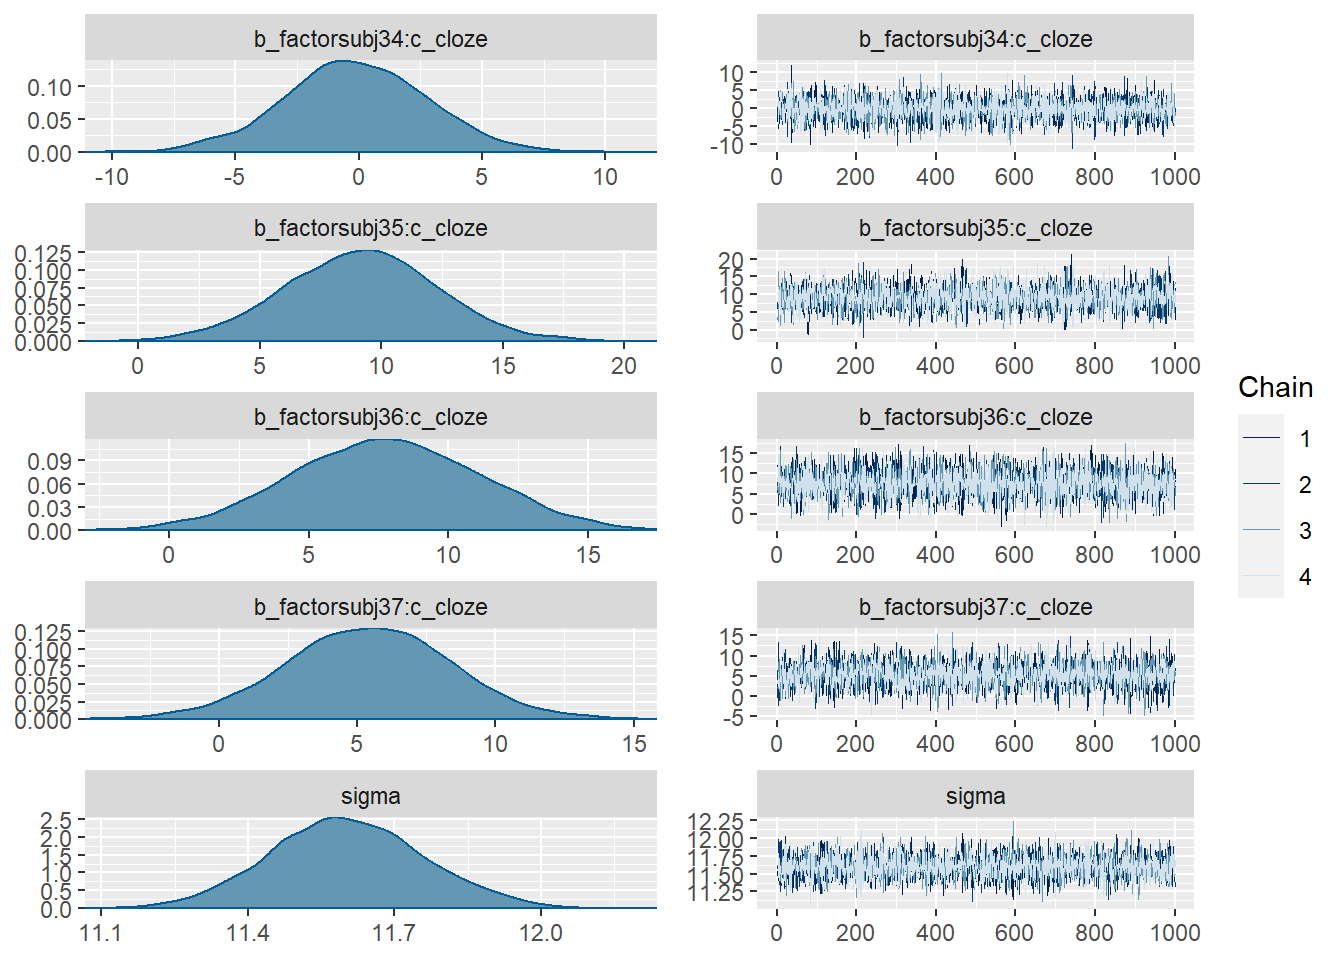 b_factorsubj34:c_cloze
0.10
0.05
0.00
-10 -5 0 5 10
b_factorsubj34:c_cloze
10
5
0
-5
-10
0 200 400 600 800 1000
b_factorsubj35:c_cloze
0.125
0.100
0.075
0.050
0.025
0.000
0 5 10 15 20
b_factorsubj35:c_cloze
20
15
10
5
0
0 200 400 600 800 1000
b_factorsubj36:c_cloze
0.09
0.06
0.03
0.00
0 5 10 15
b_factorsubj36:c_cloze
15
10
5
0
0 200 400 600 800 1000
b_factorsubj37:c_cloze
0.125
0.100
0.075
0.050
0.025
0.000
0 5 10 15
b_factorsubj37:c_cloze
15
10
5
0
-5
0 200 400 600 800 1000
sigma
2.5
2.0
1.5
1.0
0.5
0.0
11.1 11.4 11.7 12.0
sigma
12.25
12.00
11.75
11.50
11.25
0 200 400 600 800 1000
Chain
1
2
3
4